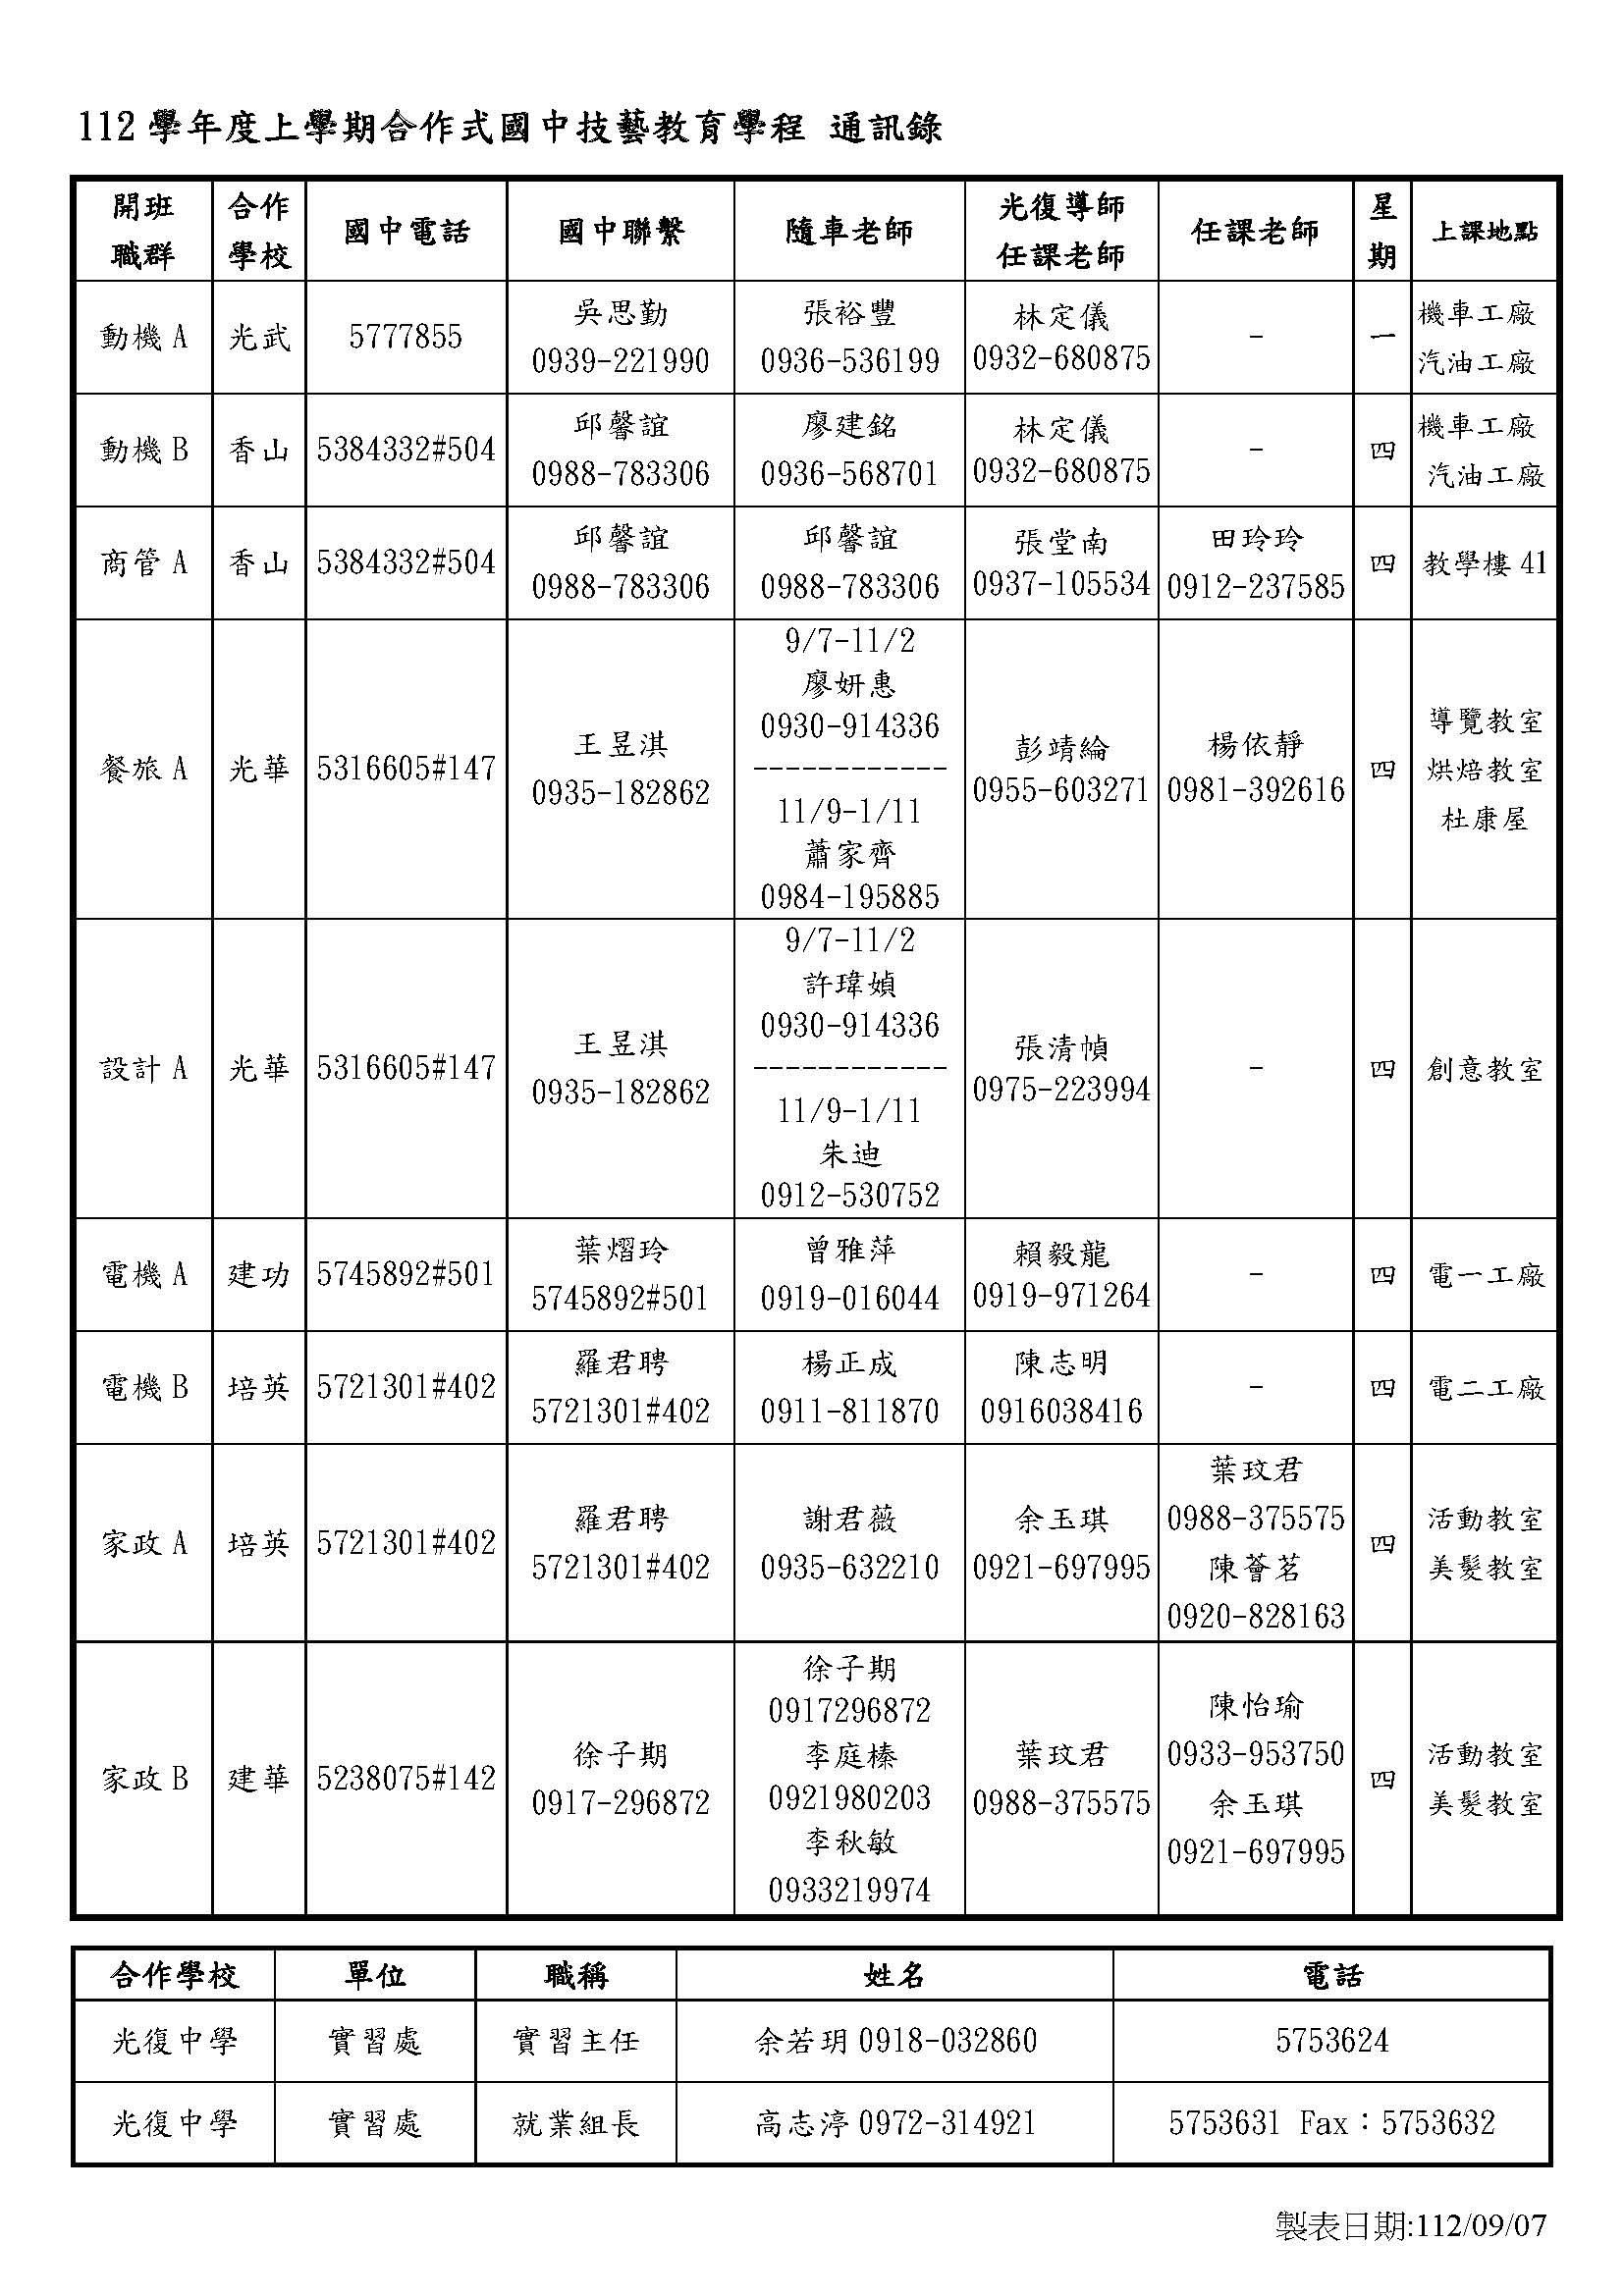 112 學年度上學期合作式國中技藝教育學程 通訊錄
開班職群 合作學校 國中電話 國中聯繫 隨車老師 光復導師任課老師 任課老師 星期 上課地點
動機 A 光武 5777855 吳思勤 0939-221990 張裕豐 0936-536199 林定儀 0932-680875 - 一 機車工廠 汽油工廠
動機 B 香山 5384332#504 邱馨誼 0988-783306 廖建銘 0936-568701 林定儀 0932-680875 - 四 機車工廠 汽油工廠
商管 A 香山 5384332#504 邱馨誼 0988-783306 邱馨誼 0988-783306 張堂南 0937-105534 田玲玲 0912-237585 四 教學樓 41
餐旅 A 光華 5316605#147 王昱淇 0935-182862 9/7-11/2 廖妍惠 0930-914336 ------------ 11/9-1/11 蕭家齊 0984-195885 彭靖綸 0955-603271 楊依靜 0981-392616 四 導覽教室 烘焙教室 杜康屋
設計 A 光華 5316605#147 王昱淇 0935-182862 9/7-11/2 許瑋媜 0930-914336 ------------ 11/9-1/11 朱迪 0912-530752 張清幀 0975-223994 - 四 創意教室
電機 A 建功 5745892#501 葉熠玲 5745892#501 曾雅萍 0919-016044 賴毅龍 0919-971264 - 四 電一工廠
電機 B 培英 5721301#402 羅君聘 5721301#402 楊正成 0911-811870 陳志明 0916038416 - 四 電二工廠
家政 A 培英 5721301#402 羅君聘 5721301#402 謝君薇 0935-632210 余玉琪 0921-697995 葉玟君 0988-375575 陳薈茗 0920-828163 四 活動教室 美髮教室
家政 B 建華 5238075#142 徐子期 0917-296872 徐子期 0917296872 李庭榛 0921980203 李秋敏 0933219974 葉玟君 0988-375575 陳怡瑜 0933-953750 余玉琪 0921-697995 四 活動教室 美髮教室
合作學校 單位 職稱 姓名 電話
光復中學 實習處 實習主任 余若玥 0918-032860 5753624
光復中學 實習處 就業組長 高志渟 0972-314921 5753631 Fax：5753632
製表日期:112/09/07